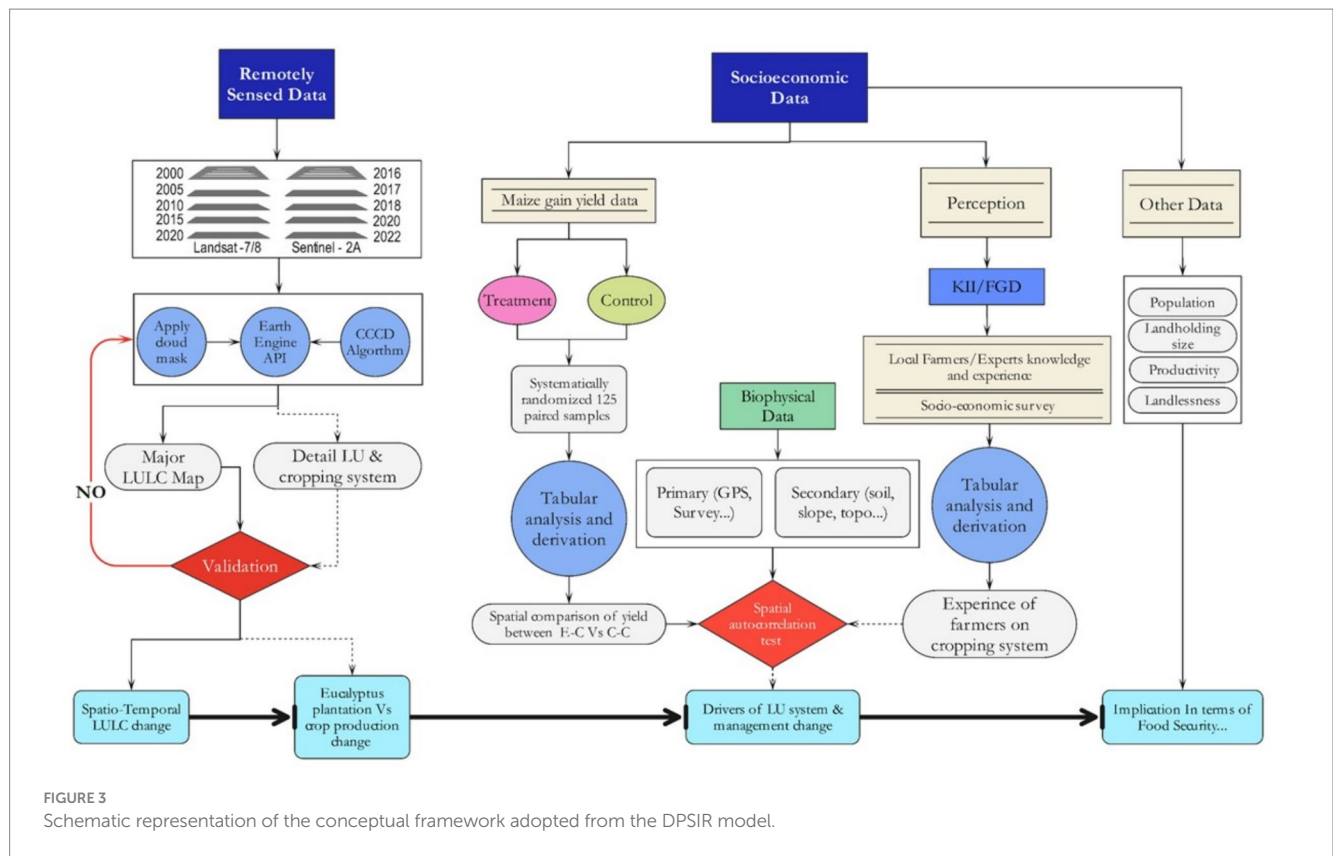 Remotely
Sensed Data
2000
2005
2010
2015
2020
Landsat -7/8
Sentinel - 2A
2016
2017
2018
2020
2022
Apply
cloud
mask
Earth
Engine
API
CCCD
Algorithm
Major
LULC Map
Detail LU &
cropping system
NO
Validation
Spatio-Temporal
LULC change
Eucalyptus
plantation Vs
crop production
change
Socioeconomic
Data
Maize gain yield data
Treatment
Control
Systematically
randomized 125
paired samples
Tabular
analysis and
derivation
Spatial comparison of yield
between E-C Vs C-C
Biophysical
Data
Primary (GPS,
Survey...)
Secondary (soil,
slope, topo...)
Spatial
autocorrelation
test
Drivers of LU system &
management change
Perception
KII/FGD
Local Farmers/Experts knowledge
and experience
Socio-economic survey
Tabular
analysis and
derivation
Experince of
farmers on
cropping system
Other Data
Population
Landholding
size
Productivity
Landlessness
Implication In terms of
Food Security...
FIGURE 3
Schematic representation of the conceptual framework adopted from the DPSIR model.